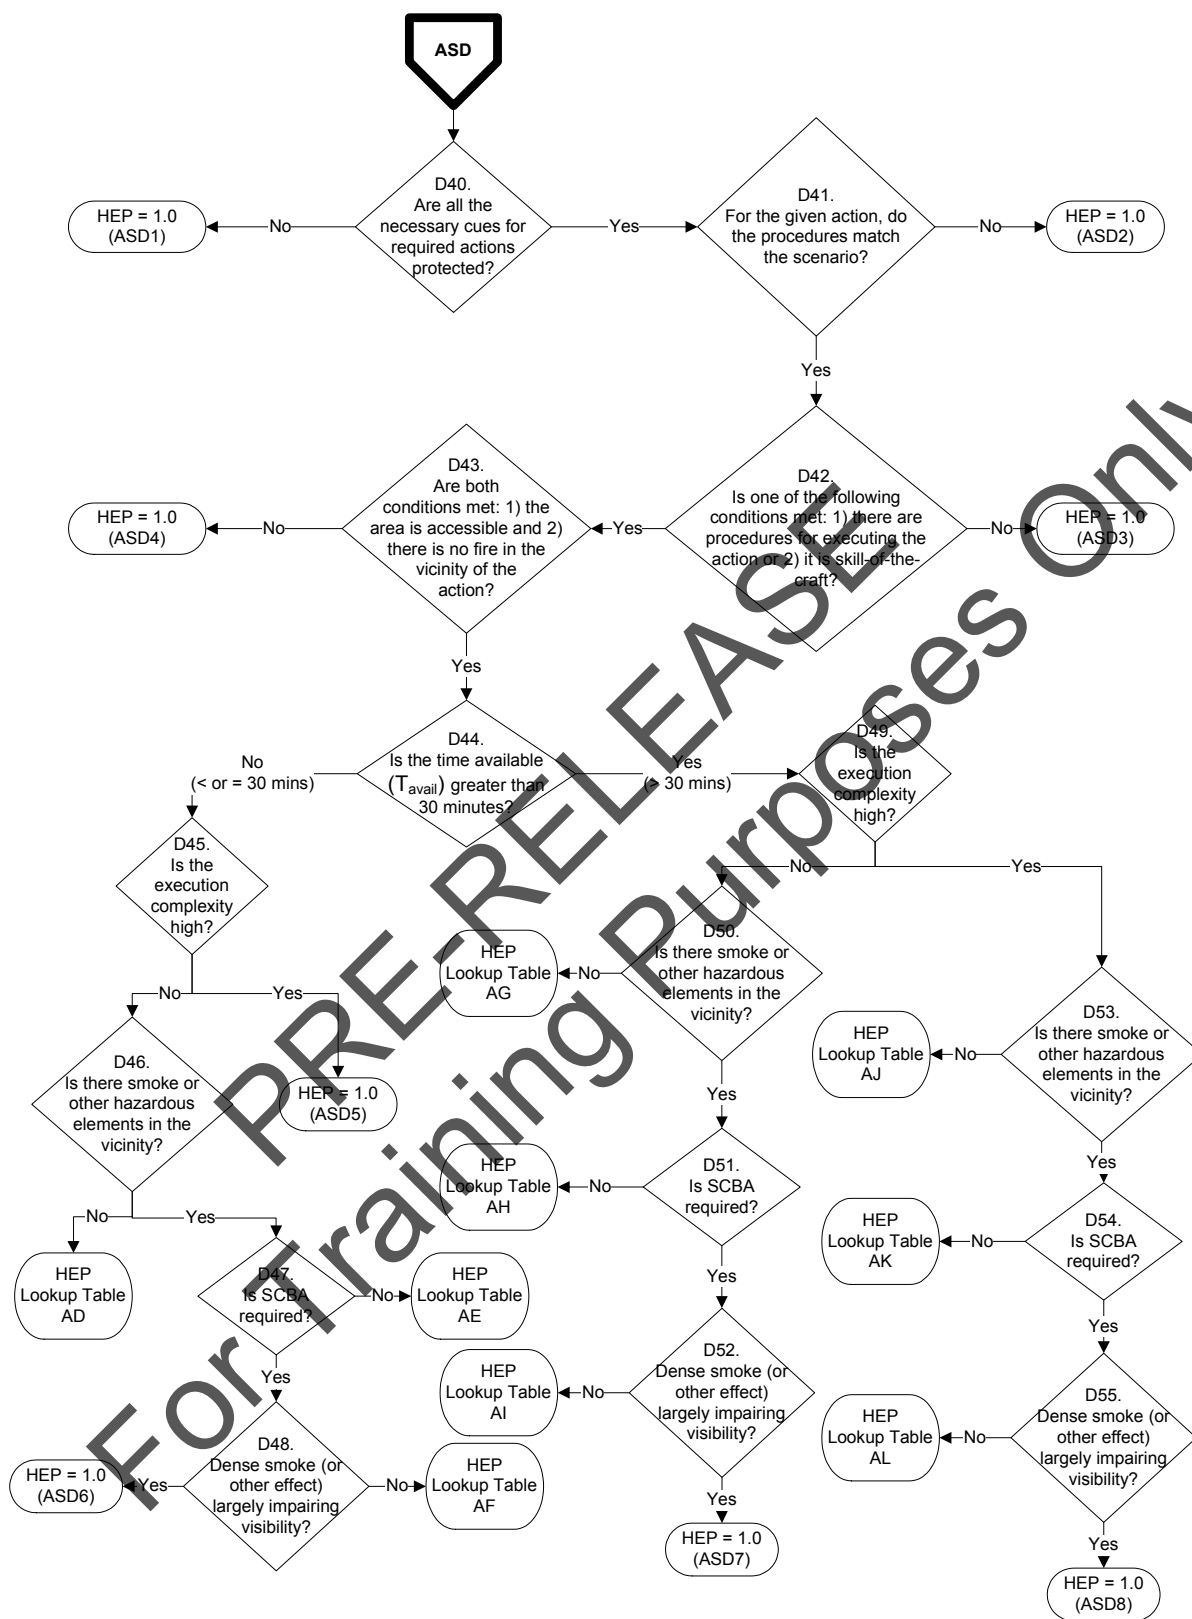 ASD
D40.
Are all the
necessary cues for
required actions
protected?
No
HEP = 1.0
(ASD1)
Yes
D41.
For the given action, do
the procedures match
the scenario?
No
HEP = 1.0
(ASD2)
Yes
D42.
Is one of the following
conditions met: 1) there are
procedures for executing the
action or 2) it is skill-of-the-
craft?
No
HEP = 1.0
(ASD3)
Yes
D43.
Are both
conditions met: 1) the
area is accessible and 2)
there is no fire in the
vicinity of the
action?
No
HEP = 1.0
(ASD4)
Yes
D44.
Is the time available
(Tavail) greater than
30 minutes?
No
(< or = 30 mins)
Yes
(> 30 mins)
D45.
Is the
execution
complexity
high?
No
Yes
HEP = 1.0
(ASD5)
D46.
Is there smoke or
other hazardous
elements in the
vicinity?
No
Yes
HEP
Lookup Table
AD
D47.
Is SCBA
required?
No
HEP
Lookup Table
AE
Yes
D48.
Dense smoke (or
other effect)
largely impairing
visibility?
Yes
HEP = 1.0
(ASD6)
No
HEP
Lookup Table
AF
D49.
Is the
execution
complexity
high?
No
Yes
D50.
Is there smoke or
other hazardous
elements in the
vicinity?
No
HEP
Lookup Table
AG
Yes
D51.
Is SCBA
required?
No
HEP
Lookup Table
AH
Yes
D52.
Dense smoke (or
other effect)
largely impairing
visibility?
No
HEP
Lookup Table
AI
Yes
HEP = 1.0
(ASD7)
D53.
Is there smoke or
other hazardous
elements in the
vicinity?
No
HEP
Lookup Table
AJ
Yes
D54.
Is SCBA
required?
No
HEP
Lookup Table
AK
Yes
D55.
Dense smoke (or
other effect)
largely impairing
visibility?
No
HEP
Lookup Table
AL
Yes
HEP = 1.0
(ASD8)
PRE-RELEASE
For Training Purposes Only